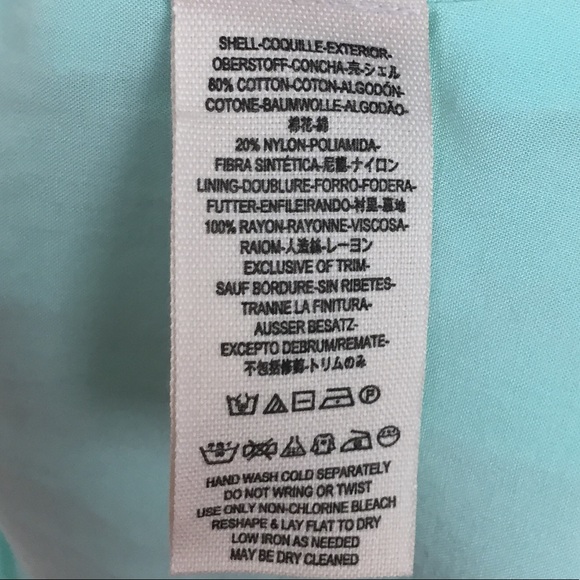 SHELL-COQUILLE-EXTERIOR-
OBERSTOFF-CONCHA-売-シェル
80% COTTON-COTON-ALGODÓN-
COTONE-BAUMWOLLE-ALGODÃO-
棉花-綿
20% NYLON-POLIAMIDA-
FIBRA SINTÉTICA-尼龍-ナイロン
LINING-DOUBLURE-FORRO-FODERA-
FUTTER-ENFILEIRANDO-衬里-裏地
100% RAYON-RAYONNE-VISCOSA-
RAIOM-人造絲-レーヨン
EXCLUSIVE OF TRIM-
SAUF BORDURE-SIN RIBETES-
TRANNE LA FINITURA-
AUSSER BESATZ-
EXCEPTO DEBRUM/REMATE-
不包括修剪-トリムのみ
P
HAND WASH COLD SEPARATELY
DO NOT WRING OR TWIST
USE ONLY NON-CHLORINE BLEACH
RESHAPE & LAY FLAT TO DRY
LOW IRON AS NEEDED
MAY BE DRY CLEANED